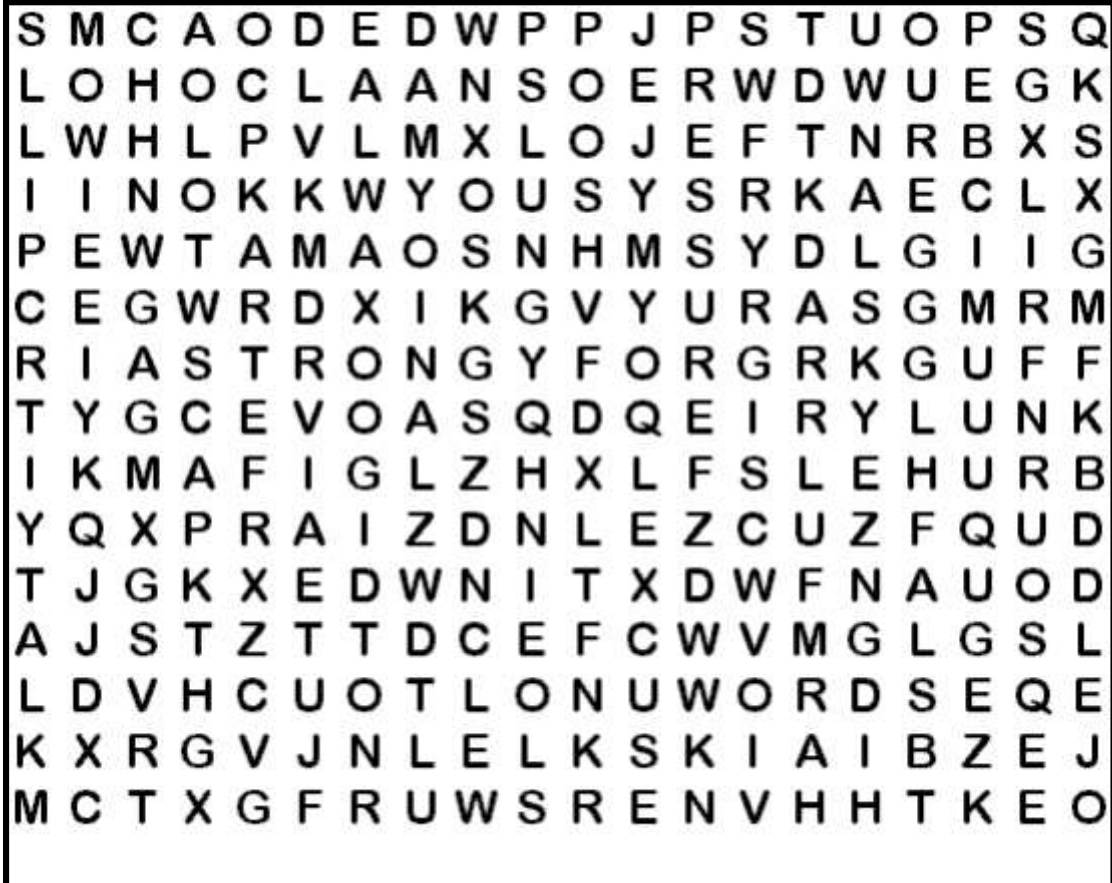 S M C A O D E D W P P J P S T U O P S Q
L O H O C L A A N S O E R W D W U E G K
L W H L P V L M X L O J E F T N R B X S
I I N O K K W Y O U S Y S R K A E C L X
P E W T A M A O S N H M S Y D L G I I G
C E G W R D X I K G V Y U R A S G M R M
R I A S T R O N G Y F O R G R K G U F F
T Y G C E V O A S Q D Q E I R Y L U N K
I K M A F I G L Z H X L F S L E H U R B
Y Q X P R A I Z D N L E Z C U Z F Q U D
T J G K X E D W N I T X D W F N A U O D
A J S T Z T T D C E F C W V M G L G S L
L D V H C U O T L O N U W O R D S E Q E
K X R G V J N L E L K S K I A I B Z E J
M C T X G F R U W S R E N V H H T K E O